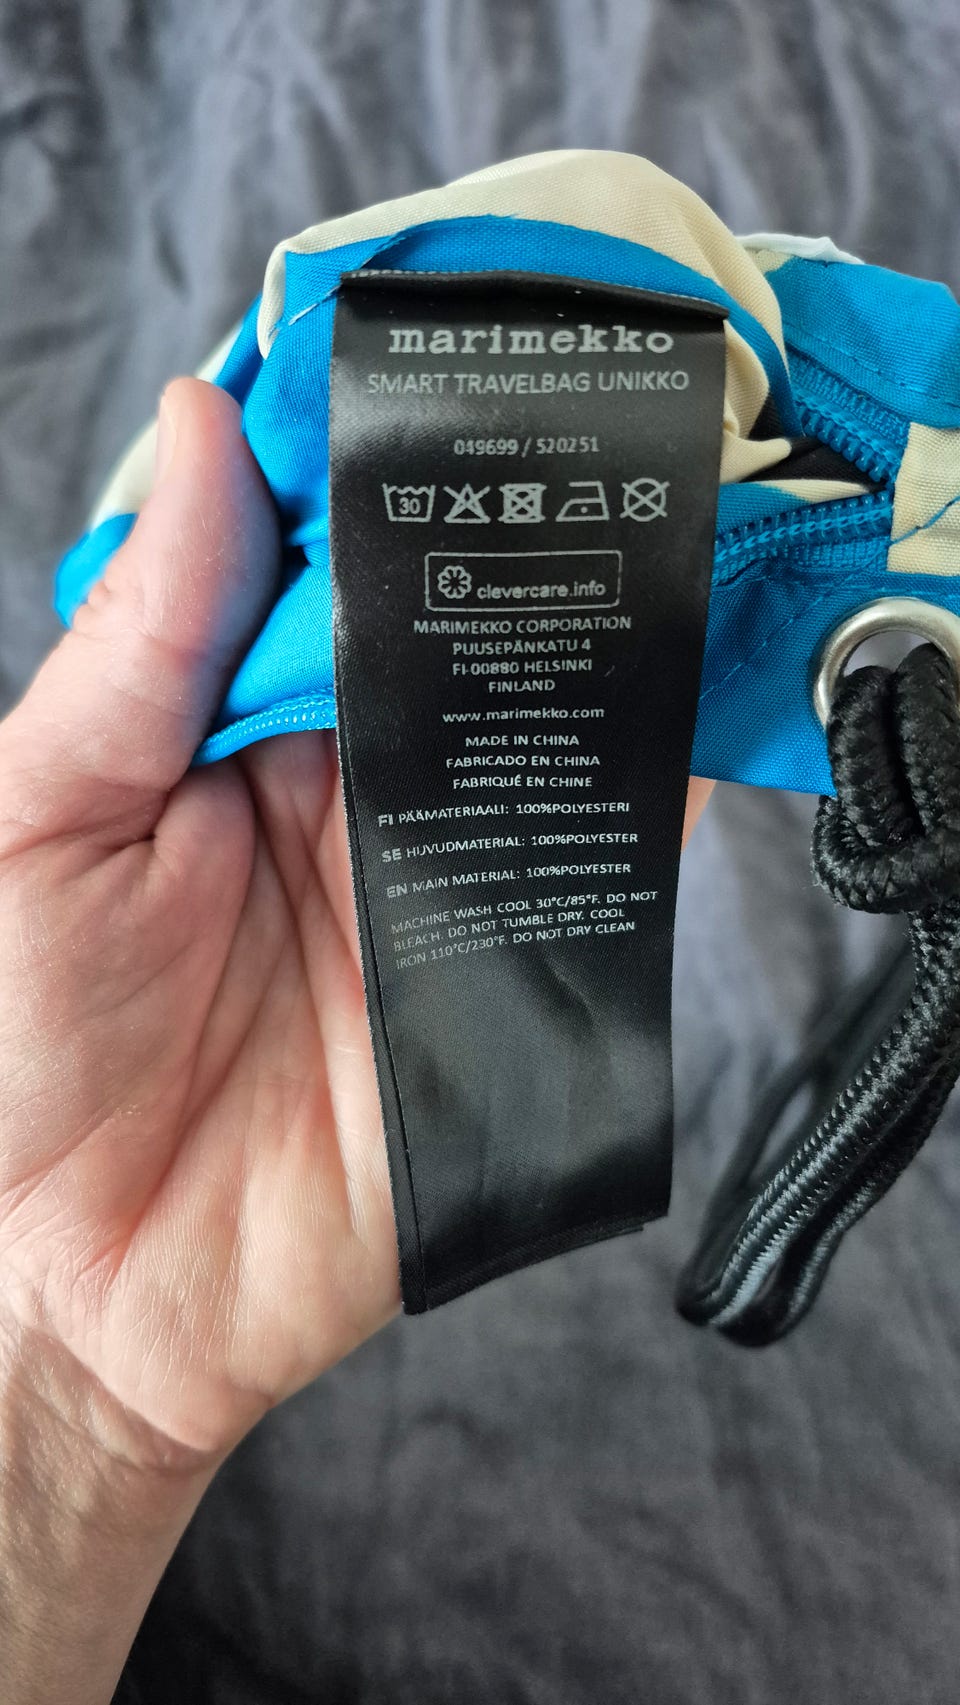 marimekko
SMART TRAVELBAG UNIKKO
049699 / 520251
30
clevercare.info
MARIMEKKO CORPORATION
PUUSEPÄNKATU 4
FI-00880 HELSINKI
FINLAND
www.marimekko.com
MADE IN CHINA
FABRICADO EN CHINA
FABRIQUÉ EN CHINE
FI PÄÄMATERIAALI: 100%POLYESTERI
SE HUVUDMATERIAL: 100%POLYESTER
EN MAIN MATERIAL: 100%POLYESTER
MACHINE WASH COOL 30°C/85°F. DO NOT
BLEACH. DO NOT TUMBLE DRY. COOL
IRON 110°C/230°F. DO NOT DRY CLEAN